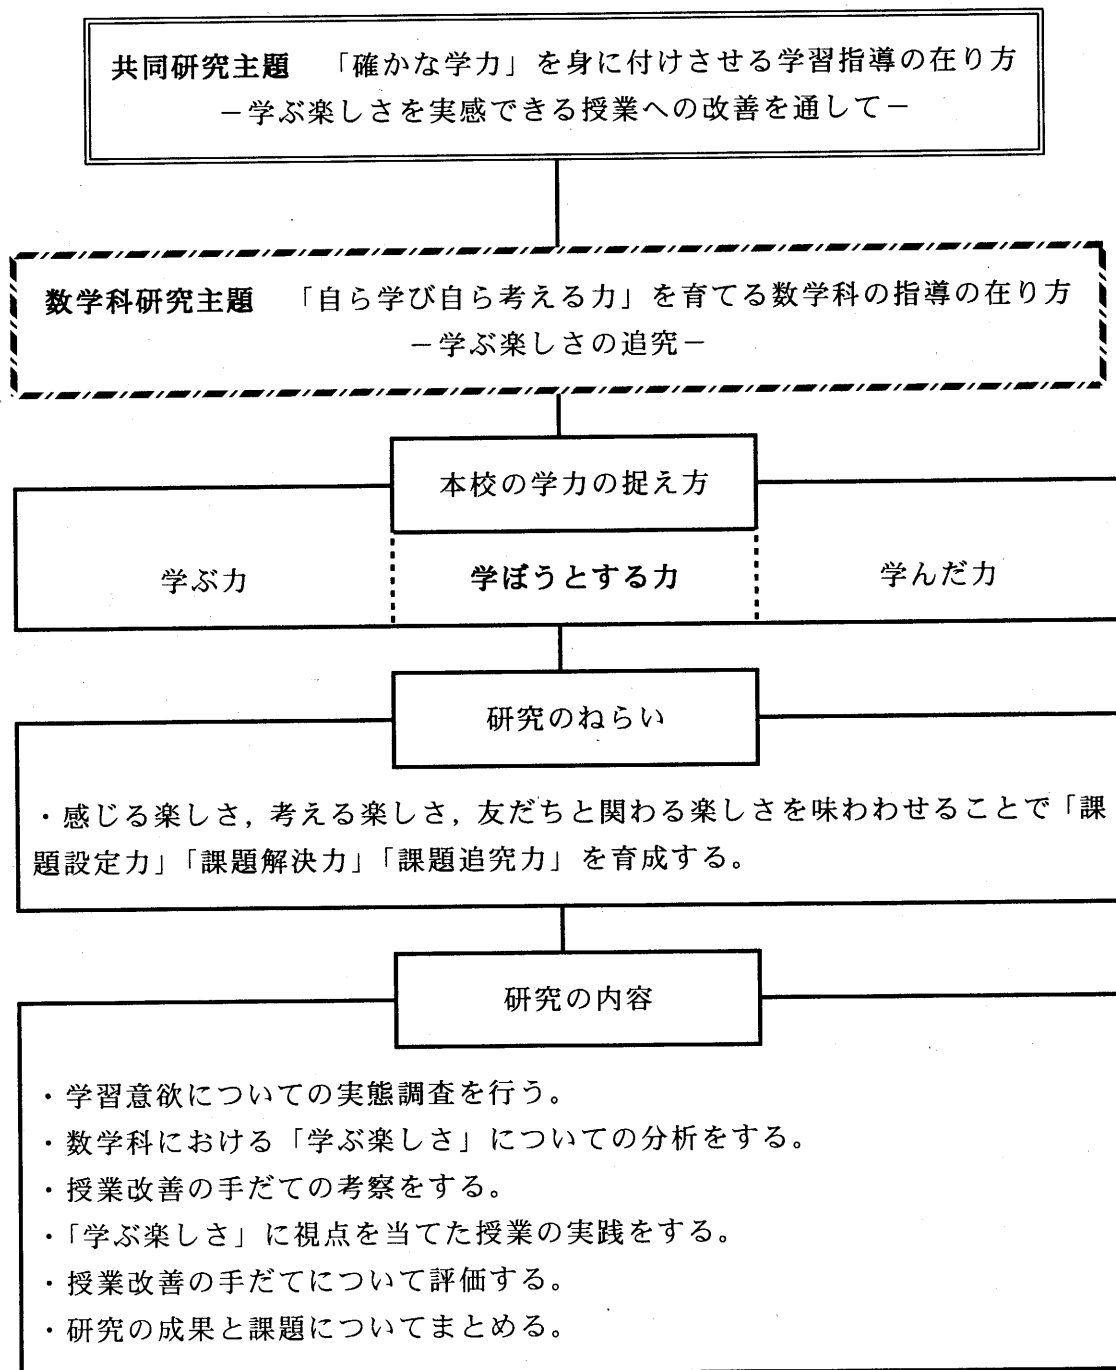 共同研究主題　「確かな学力」を身に付けさせる学習指導の在り方
－学ぶ楽しさを実感できる授業への改善を通して－
数学科研究主題　「自ら学び自ら考える力」を育てる数学科の指導の在り方
－学ぶ楽しさの追究－
本校の学力の捉え方
学ぶ力　学ぼうとする力　学んだ力
研究のねらい
・感じる楽しさ，考える楽しさ，友だちと関わる楽しさを味わわせることで「課
題設定力」「課題解決力」「課題追究力」を育成する。
研究の内容
・学習意欲についての実態調査を行う。
・数学科における「学ぶ楽しさ」についての分析をする。
・授業改善の手だての考察をする。
・「学ぶ楽しさ」に視点を当てた授業の実践をする。
・授業改善の手だてについて評価する。
・研究の成果と課題についてまとめる。